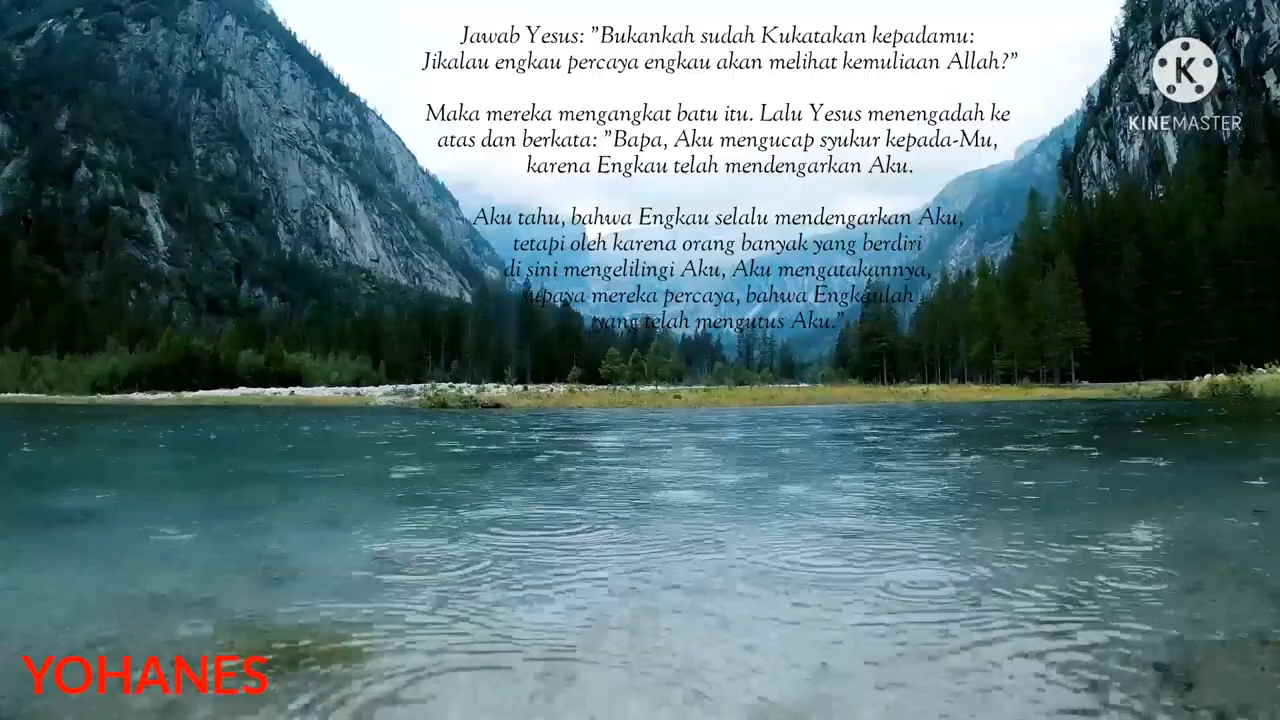 Jawab Yesus: ”Bukankah sudah Kukatakan kepadamu:
Jikalau engkau percaya engkau akan melihat kemuliaan Allah?”
Maka mereka mengangkat batu itu. Lalu Yesus menengadah ke
atas dan berkata: ”Bapa, Aku mengucap syukur kepada-Mu,
karena Engkau telah mendengarkan Aku.
Aku tahu, bahwa Engkau selalu mendengarkan Aku,
tetapi oleh karena orang banyak yang berdiri
di sini mengelilingi Aku, Aku mengatakannya,
supaya mereka percaya, bahwa Engkaulah
yang telah mengutus Aku.”
K
KINEMASTER
YOHANES